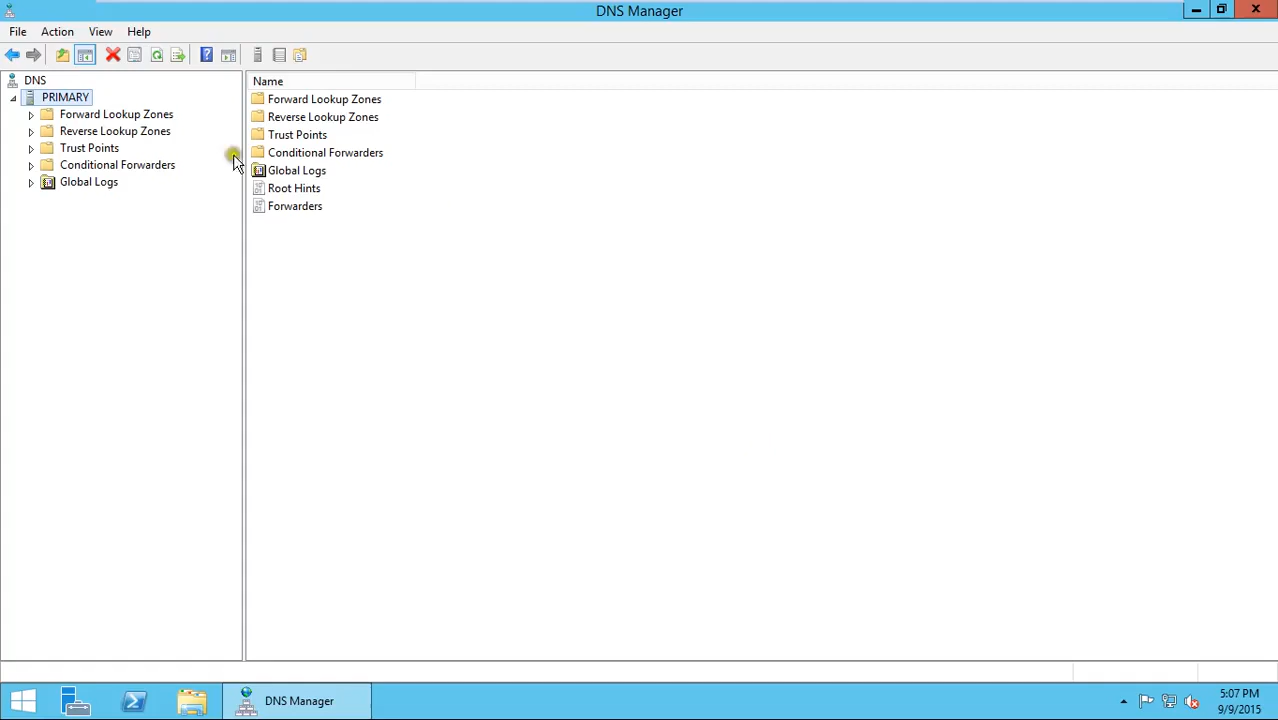 DNS Manager
File Action View Help
DNS
PRIMARY
Forward Lookup Zones
Reverse Lookup Zones
Trust Points
Conditional Forwarders
Global Logs
Name
Forward Lookup Zones
Reverse Lookup Zones
Trust Points
Conditional Forwarders
Global Logs
Root Hints
Forwarders
DNS Manager
5:07 PM
9/9/2015